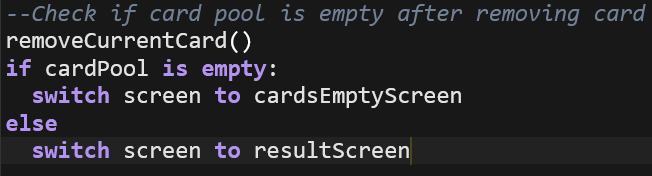 --Check if card pool is empty after removing card
removeCurrentCard()
if cardPool is empty:
  switch screen to cardsEmptyScreen
else
  switch screen to resultScreen